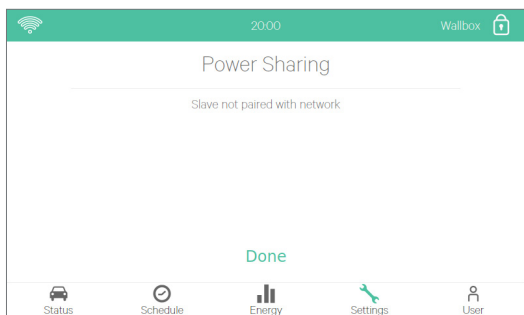 20:00
Wallbox
Power Sharing
Slave not paired with network
Done
Status
Schedule
Energy
Settings
User